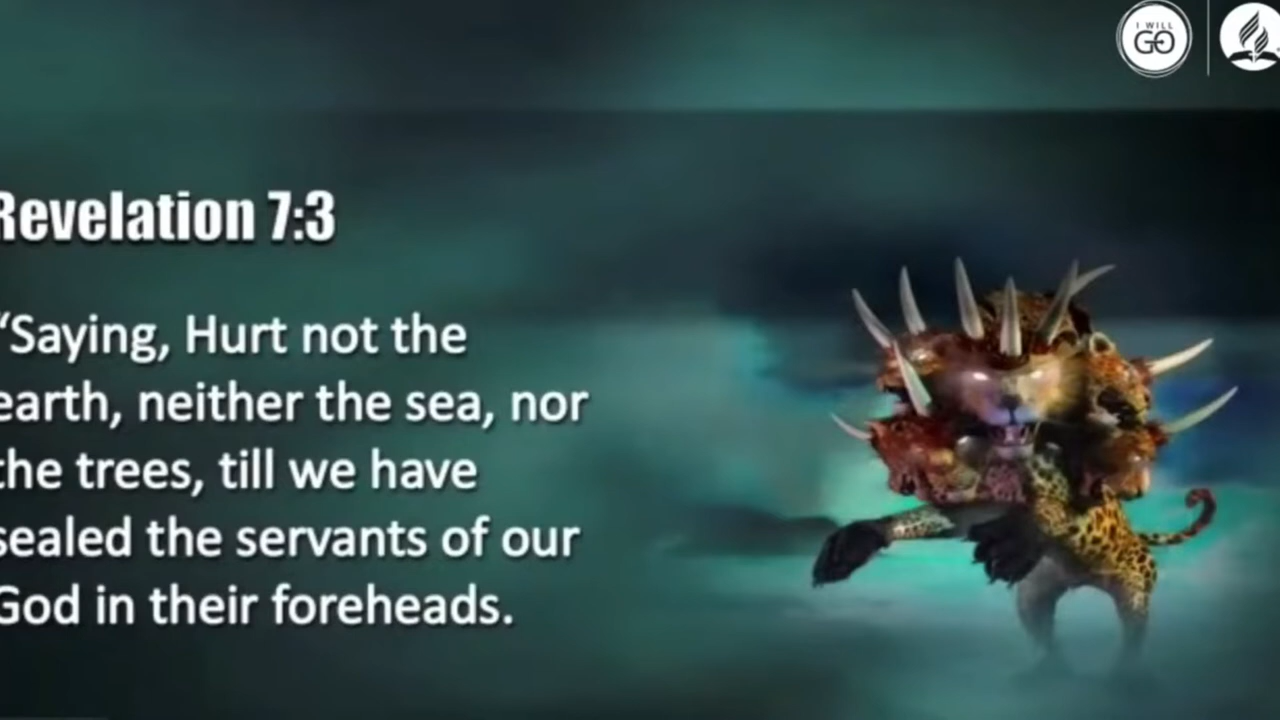 I WILL
GO
Revelation 7:3
“Saying, Hurt not the
earth, neither the sea, nor
the trees, till we have
sealed the servants of our
God in their foreheads.